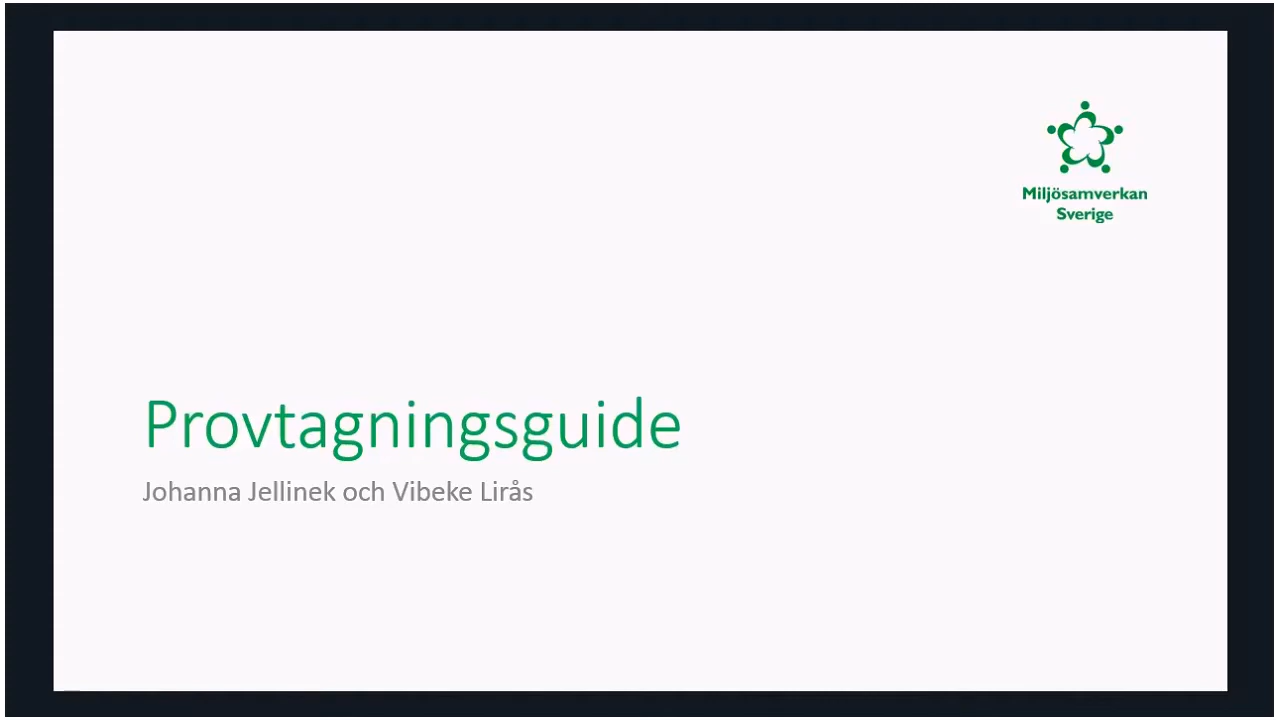 Miljösamverkan
Sverige
Provtagningsguide
Johanna Jellinek och Vibeke Lirås